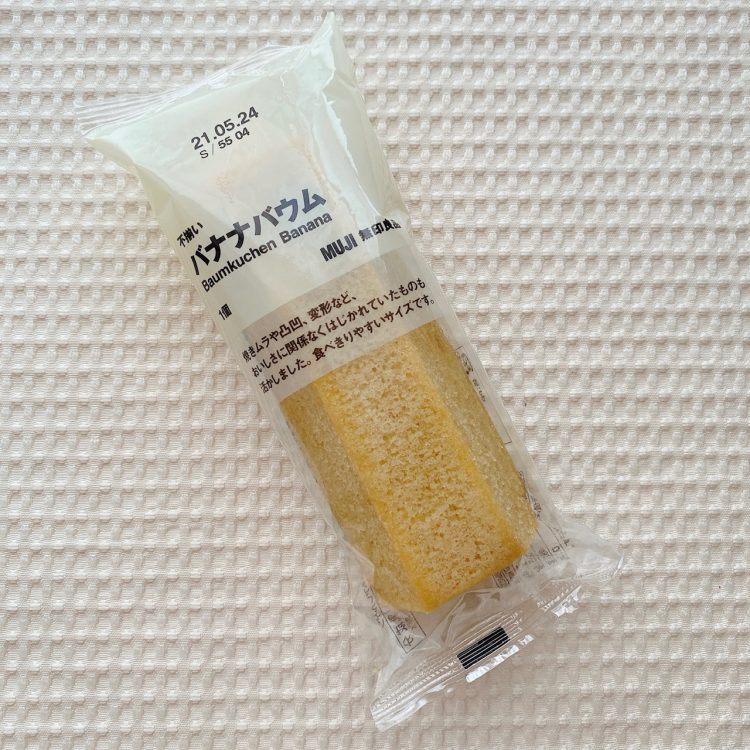 21.05.24
S / 55 04
不揃い
バナナバウム
Baumkuchen Banana
1個
MUJI 無印良品
焼きムラや凸凹、変形など、
おいしさに関係なくはじかれていたものも
活かしました。食べきりやすいサイズです。